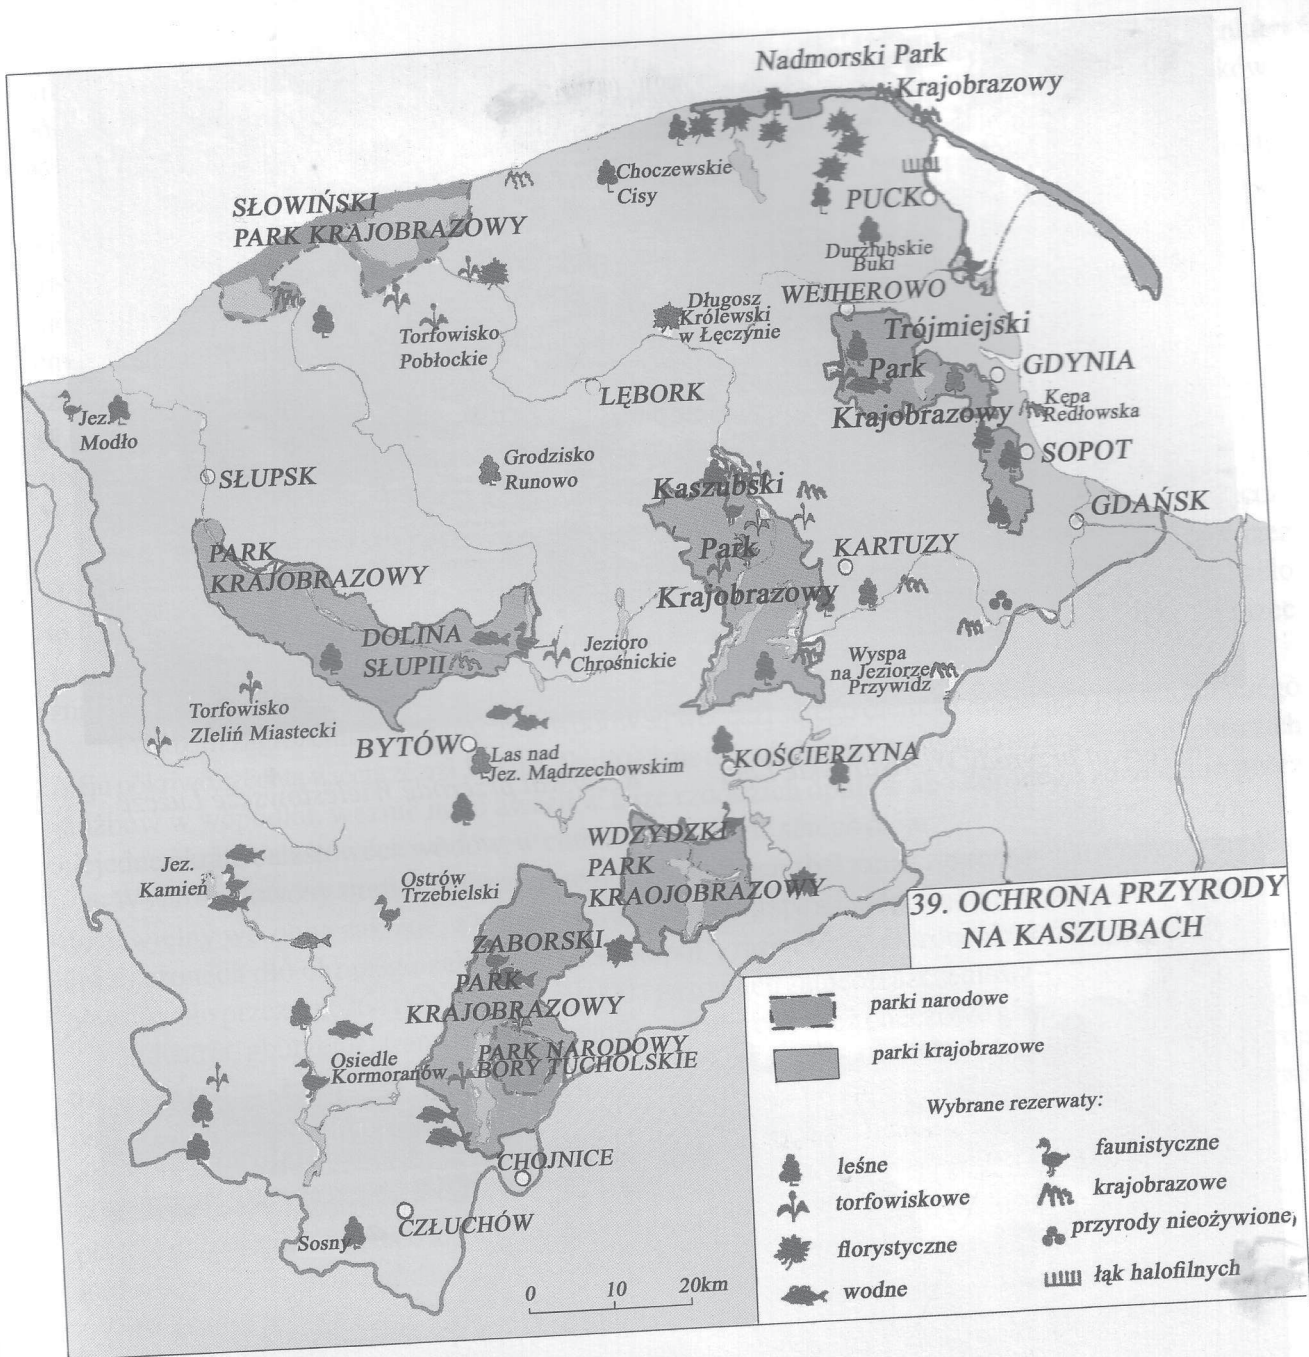 Nadmorski Park
Krajobrazowy
Choczewskie
Cisy
SŁOWIŃSKI
PARK KRAJOBRAZOWY
PUCK
Durżlubskie
Buki
WEJHEROWO
Długosz
Królewski
w Łęczynie
Torfowisko
Pobłockie
Trójmiejski
Park
Krajobrazowy
GDYNIA
Kępa
Redłowska
LĘBORK
Jez.
Modło
SOPOT
SŁUPSK
Grodzisko
Runowo
Kaszubski
Park
Krajobrazowy
GDAŃSK
KARTUZY
PARK
KRAJOBRAZOWY
DOLINA
SŁUPII
Jezioro
Chrośnickie
Wyspa
na Jeziorze
Przywidz
Torfowisko
ZIeliń Miastecki
BYTÓW
Las nad
Jez. Mądrzechowskim
KOŚCIERZYNA
WDZYDZKI
PARK
KRAOJOBRAZOWY
Jez.
Kamień
Ostrów
Trzebielski
ZABORSKI
PARK
KRAJOBRAZOWY
PARK NARODOWY
BORY TUCHOLSKIE
Osiedle
Kormoranów
CHOJNICE
CZŁUCHÓW
Sosny
0 10 20km
39. OCHRONA PRZYRODY
NA KASZUBACH
parki narodowe
parki krajobrazowe
Wybrane rezerwaty:
leśne
torfowiskowe
florystyczne
wodne
faunistyczne
krajobrazowe
przyrody nieożywionej
łąk halofilnych